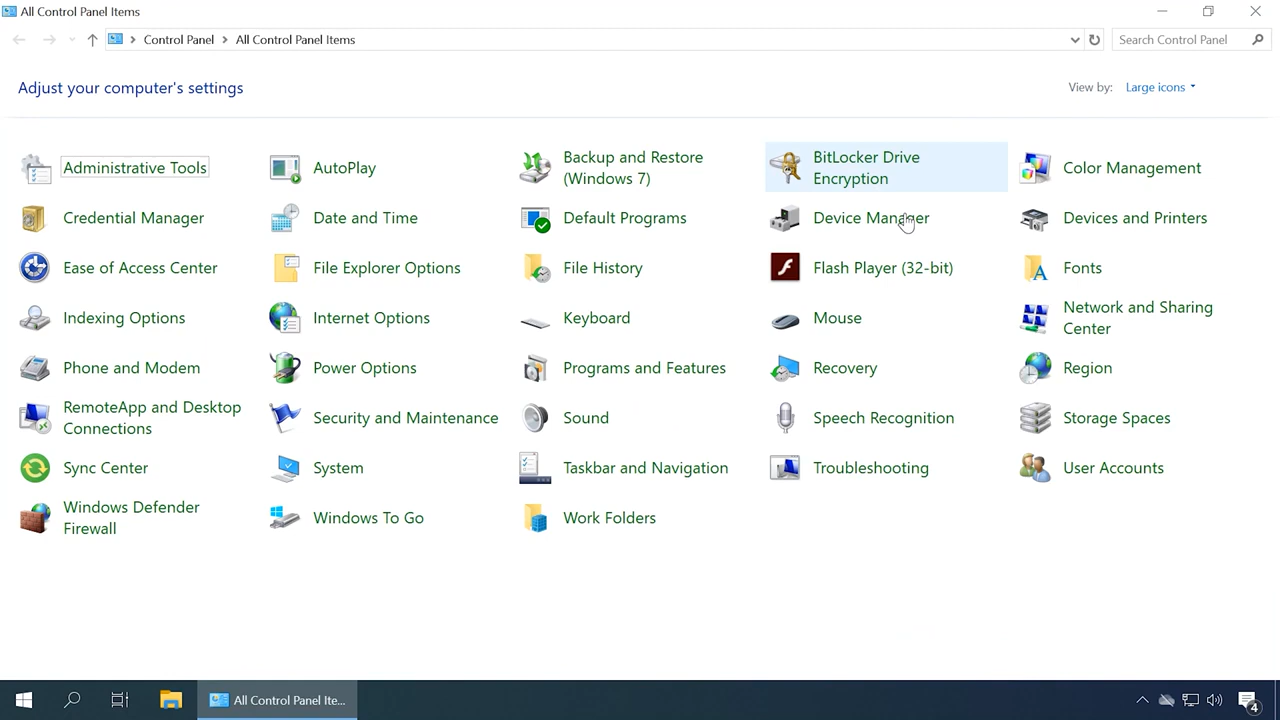 All Control Panel Items
Control Panel > All Control Panel Items
Search Control Panel
Adjust your computer's settings
View by: Large icons
Administrative Tools
AutoPlay
Backup and Restore
(Windows 7)
BitLocker Drive
Encryption
Color Management
Credential Manager
Date and Time
Default Programs
Device Manager
Devices and Printers
Ease of Access Center
File Explorer Options
File History
Flash Player (32-bit)
Fonts
Indexing Options
Internet Options
Keyboard
Mouse
Network and Sharing
Center
Phone and Modem
Power Options
Programs and Features
Recovery
Region
RemoteApp and Desktop
Connections
Security and Maintenance
Sound
Speech Recognition
Storage Spaces
Sync Center
System
Taskbar and Navigation
Troubleshooting
User Accounts
Windows Defender
Firewall
Windows To Go
Work Folders
All Control Panel Ite...
4